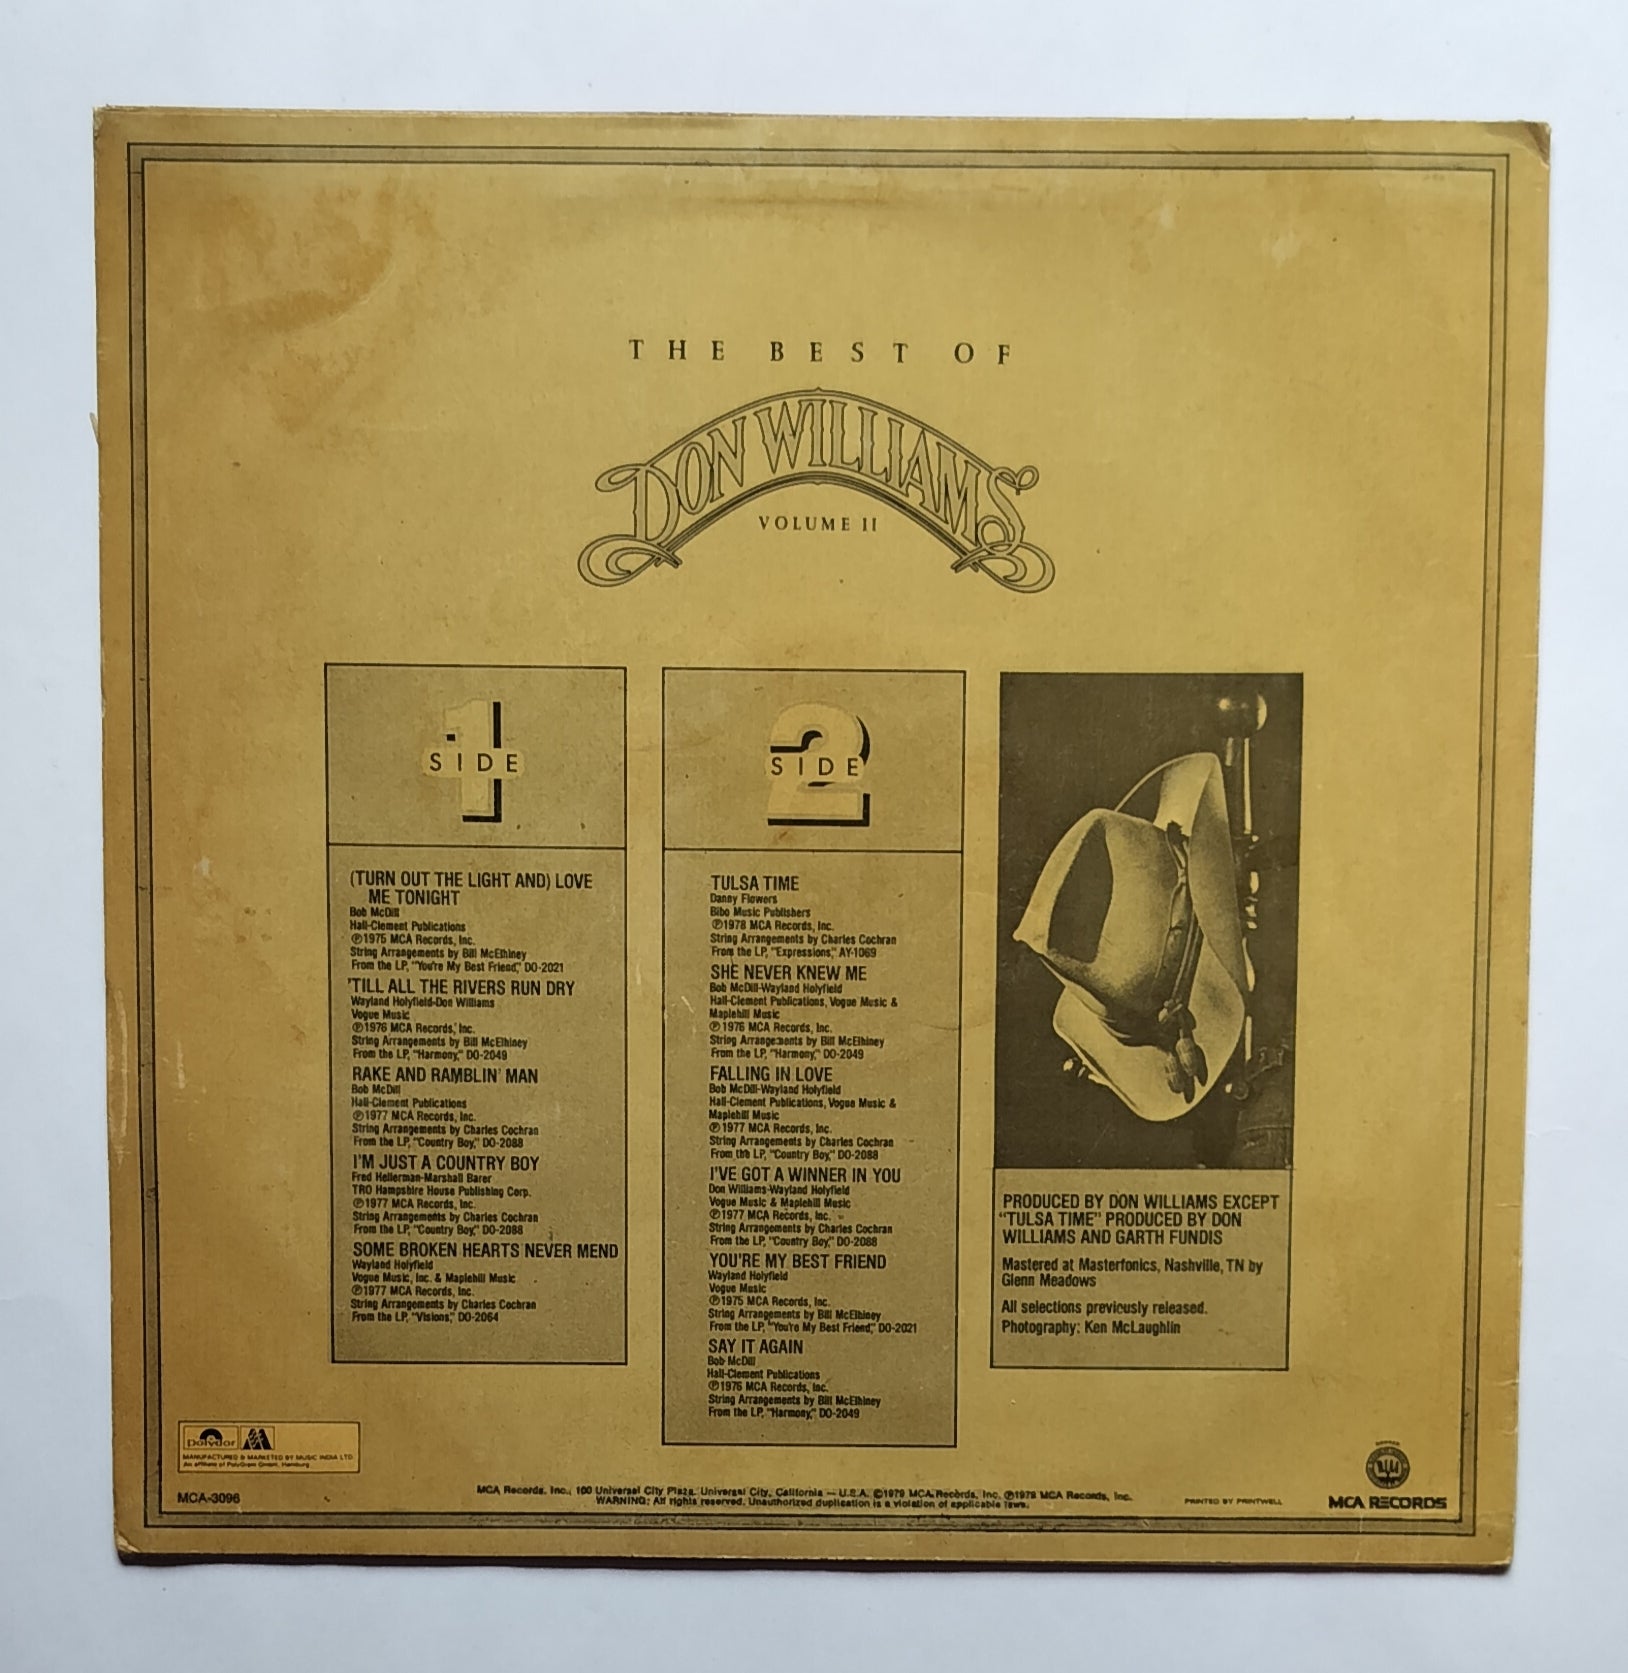 THE BEST OF
DON WILLIAMS
VOLUME II
1
SIDE
(TURN OUT THE LIGHT AND) LOVE
ME TONIGHT
Bob McDill
Hall-Clement Publications
℗1975 MCA Records, Inc.
String Arrangements by Bill McElhiney
From the LP, "You're My Best Friend," DO-2021
'TILL ALL THE RIVERS RUN DRY
Wayland Holyfield-Don Williams
Vogue Music
℗1976 MCA Records, Inc.
String Arrangements by Bill McElhiney
From the LP, "Harmony," DO-2049
RAKE AND RAMBLIN' MAN
Bob McDill
Hall-Clement Publications
℗1977 MCA Records, Inc.
String Arrangements by Charles Cochran
From the LP, "Country Boy," DO-2088
I'M JUST A COUNTRY BOY
Fred Hellerman-Marshall Barer
TRO Hampshire House Publishing Corp.
℗1977 MCA Records, Inc.
String Arrangements by Charles Cochran
From the LP, "Country Boy," DO-2088
SOME BROKEN HEARTS NEVER MEND
Wayland Holyfield
Vogue Music, Inc. & Maplehill Music
℗1977 MCA Records, Inc.
String Arrangements by Charles Cochran
From the LP, "Visions," DO-2064
2
SIDE
TULSA TIME
Danny Flowers
Bibo Music Publishers
℗1978 MCA Records, Inc.
String Arrangements by Charles Cochran
From the LP, "Expressions," AY-1069
SHE NEVER KNEW ME
Bob McDill-Wayland Holyfield
Hall-Clement Publications, Vogue Music &
Maplehill Music
℗1976 MCA Records, Inc.
String Arrangements by Bill McElhiney
From the LP, "Harmony," DO-2049
FALLING IN LOVE
Bob McDill-Wayland Holyfield
Hall-Clement Publications, Vogue Music &
Maplehill Music
℗1977 MCA Records, Inc.
String Arrangements by Charles Cochran
From the LP, "Country Boy," DO-2088
I'VE GOT A WINNER IN YOU
Don Williams-Wayland Holyfield
Vogue Music & Maplehill Music
℗1977 MCA Records, Inc.
String Arrangements by Charles Cochran
From the LP, "Country Boy," DO-2088
YOU'RE MY BEST FRIEND
Wayland Holyfield
Vogue Music
℗1975 MCA Records, Inc.
String Arrangements by Bill McElhiney
From the LP, "You're My Best Friend," DO-2021
SAY IT AGAIN
Bob McDill
Hall-Clement Publications
℗1976 MCA Records, Inc.
String Arrangements by Bill McElhiney
From the LP, "Harmony," DO-2049
PRODUCED BY DON WILLIAMS EXCEPT
"TULSA TIME" PRODUCED BY DON
WILLIAMS AND GARTH FUNDIS
Mastered at Masterfonics, Nashville, TN by
Glenn Meadows
All selections previously released.
Photography: Ken McLaughlin
Polydor
MANUFACTURED & MARKETED BY MUSIC INDIA LTD.
An affiliate of PolyGram GmbH, Hamburg
MCA-3096
MCA Records, Inc., 100 Universal City Plaza, Universal City, California — U.S.A. ©1979 MCA Records, Inc. ℗1979 MCA Records, Inc.
WARNING: All rights reserved. Unauthorized duplication is a violation of applicable laws.
PRINTED BY PRINTWELL
MCA RECORDS